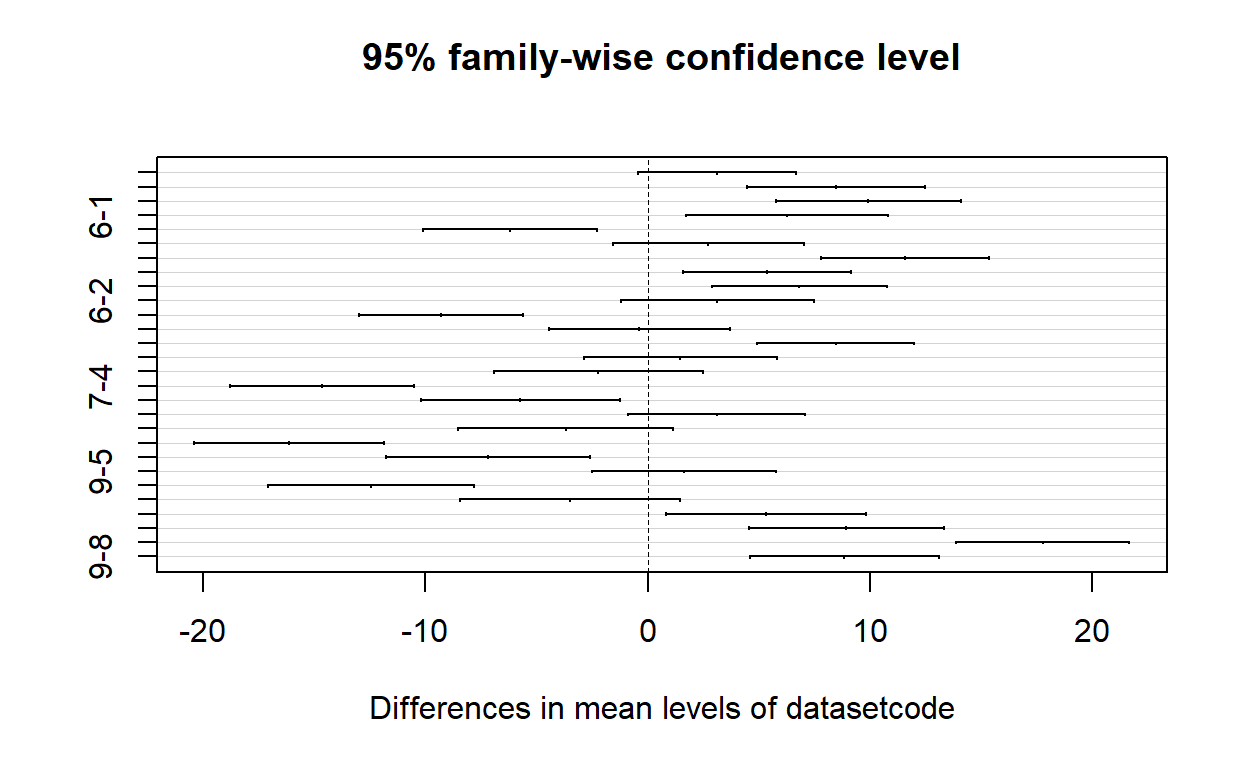 95% family-wise confidence level
6-1
6-2
7-4
9-5
9-8
-20 -10 0 10 20
Differences in mean levels of datasetcode